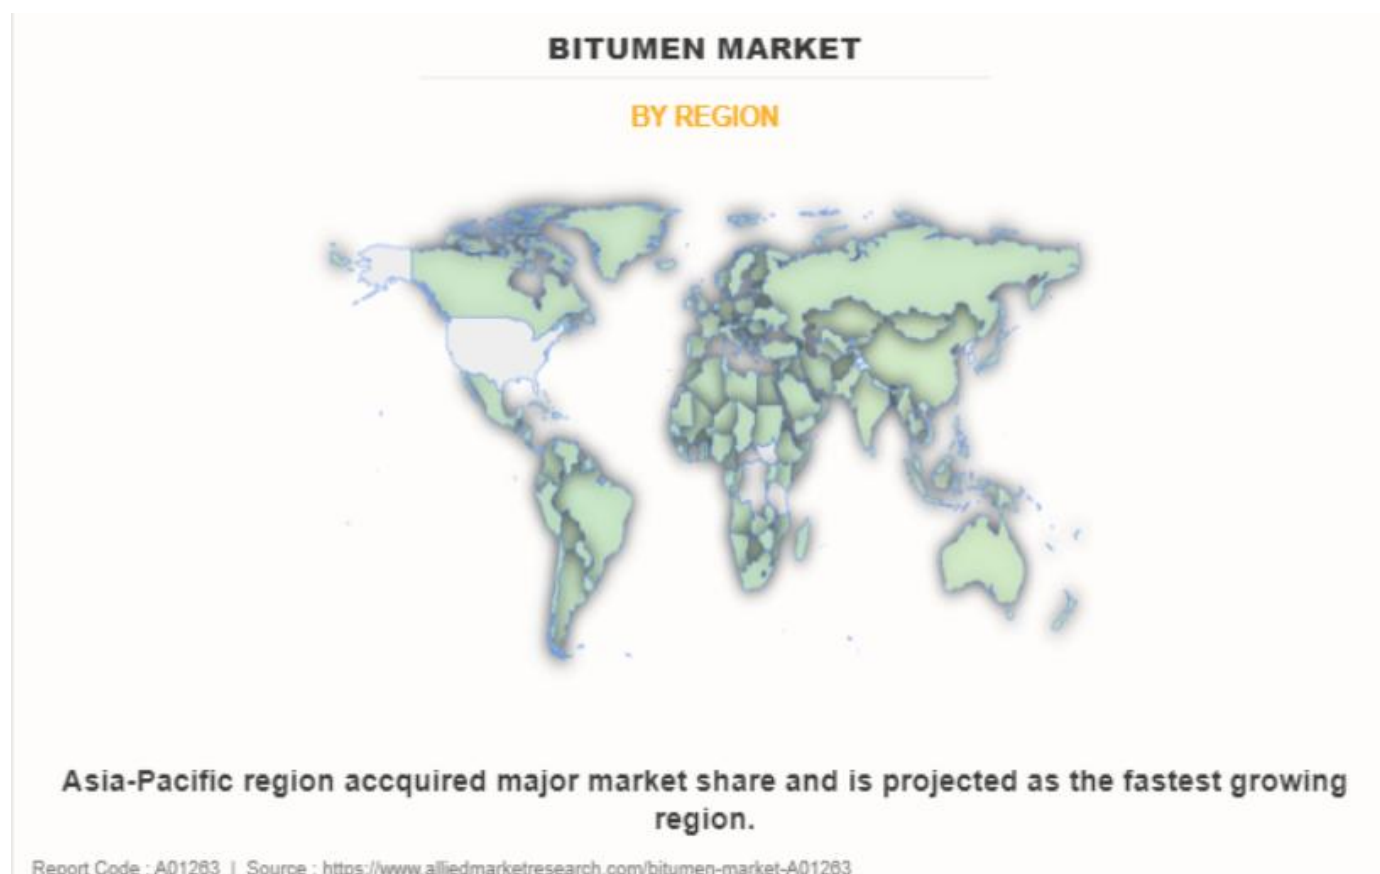 BITUMEN MARKET
BY REGION
Asia-Pacific region accquired major market share and is projected as the fastest growing
region.
Report Code : A01263 | Source : https://www.alliedmarketresearch.com/bitumen-market-A01263